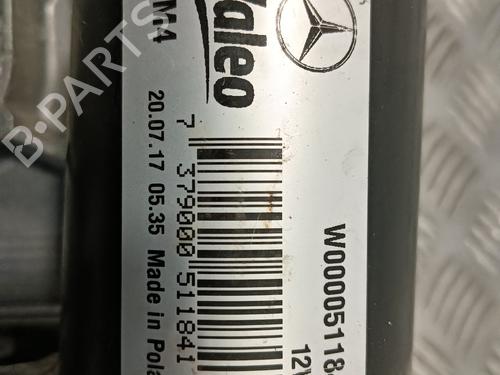 Valeo
M4
20.07.17 05.35 Made in Pola
7 379000 511841
W00005118
12V
B-PARTS